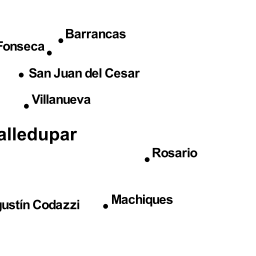 Barrancas
Fonseca
San Juan del Cesar
Villanueva
alledupar
Rosario
Machiques
gustín Codazzi